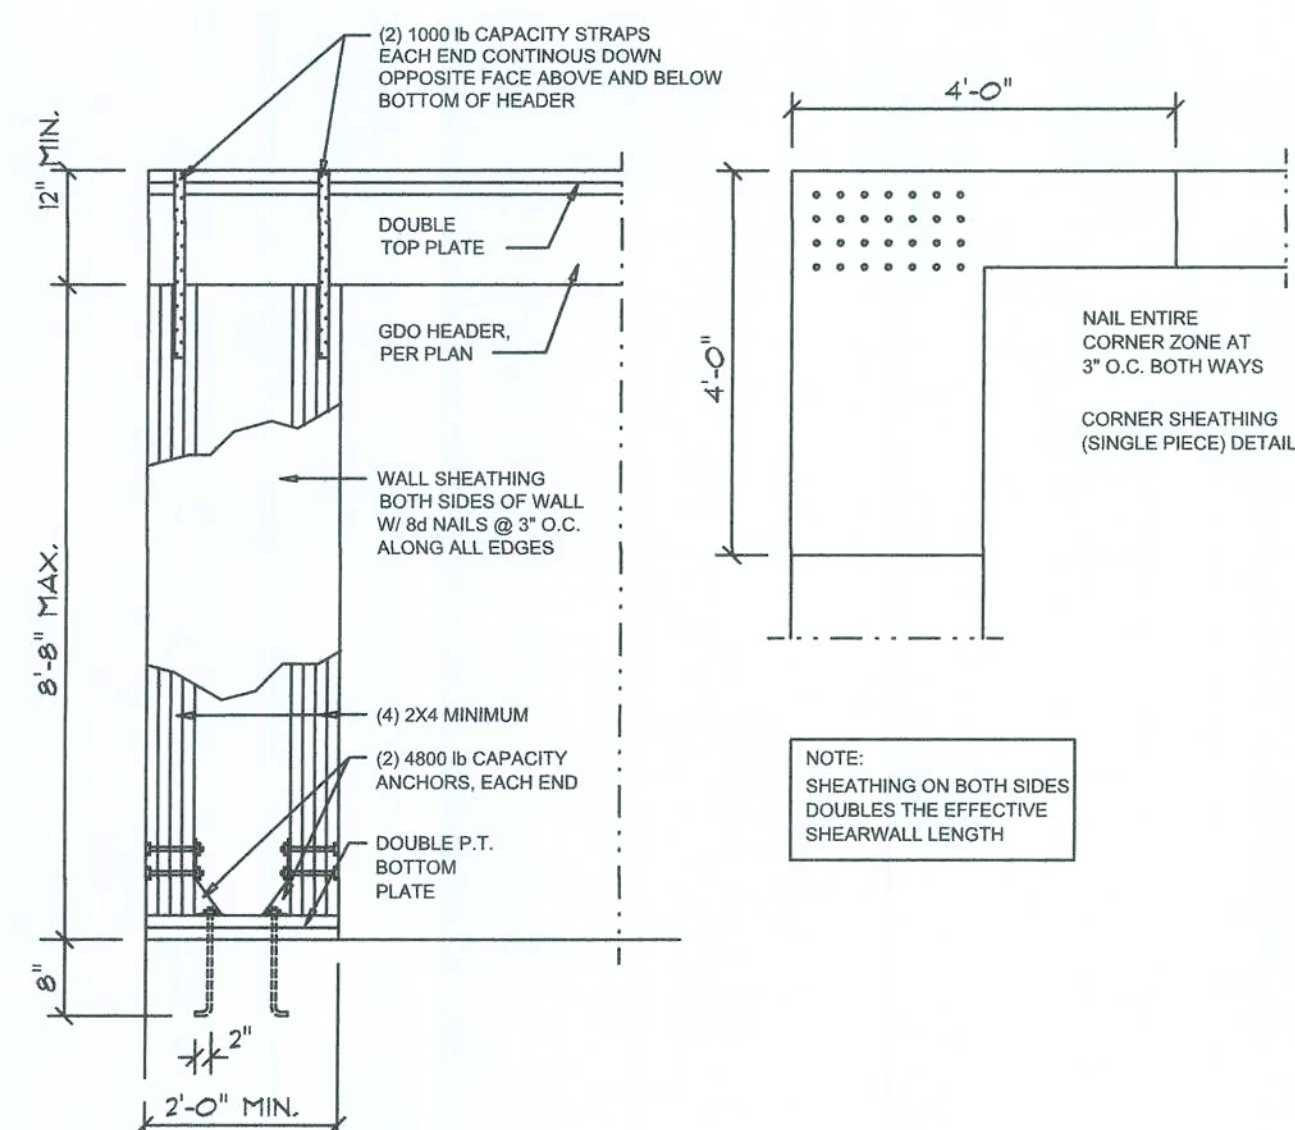 (2) 1000 lb CAPACITY STRAPS
EACH END CONTINOUS DOWN
OPPOSITE FACE ABOVE AND BELOW
BOTTOM OF HEADER
12" MIN.
DOUBLE
TOP PLATE
GDO HEADER,
PER PLAN
WALL SHEATHING
BOTH SIDES OF WALL
W/ 8d NAILS @ 3" O.C.
ALONG ALL EDGES
8'-8" MAX.
(4) 2X4 MINIMUM
(2) 4800 lb CAPACITY
ANCHORS, EACH END
DOUBLE P.T.
BOTTOM
PLATE
8"
2"
2'-0" MIN.
4'-0"
4'-0"
NAIL ENTIRE
CORNER ZONE AT
3" O.C. BOTH WAYS
CORNER SHEATHING
(SINGLE PIECE) DETAIL
NOTE:
SHEATHING ON BOTH SIDES
DOUBLES THE EFFECTIVE
SHEARWALL LENGTH